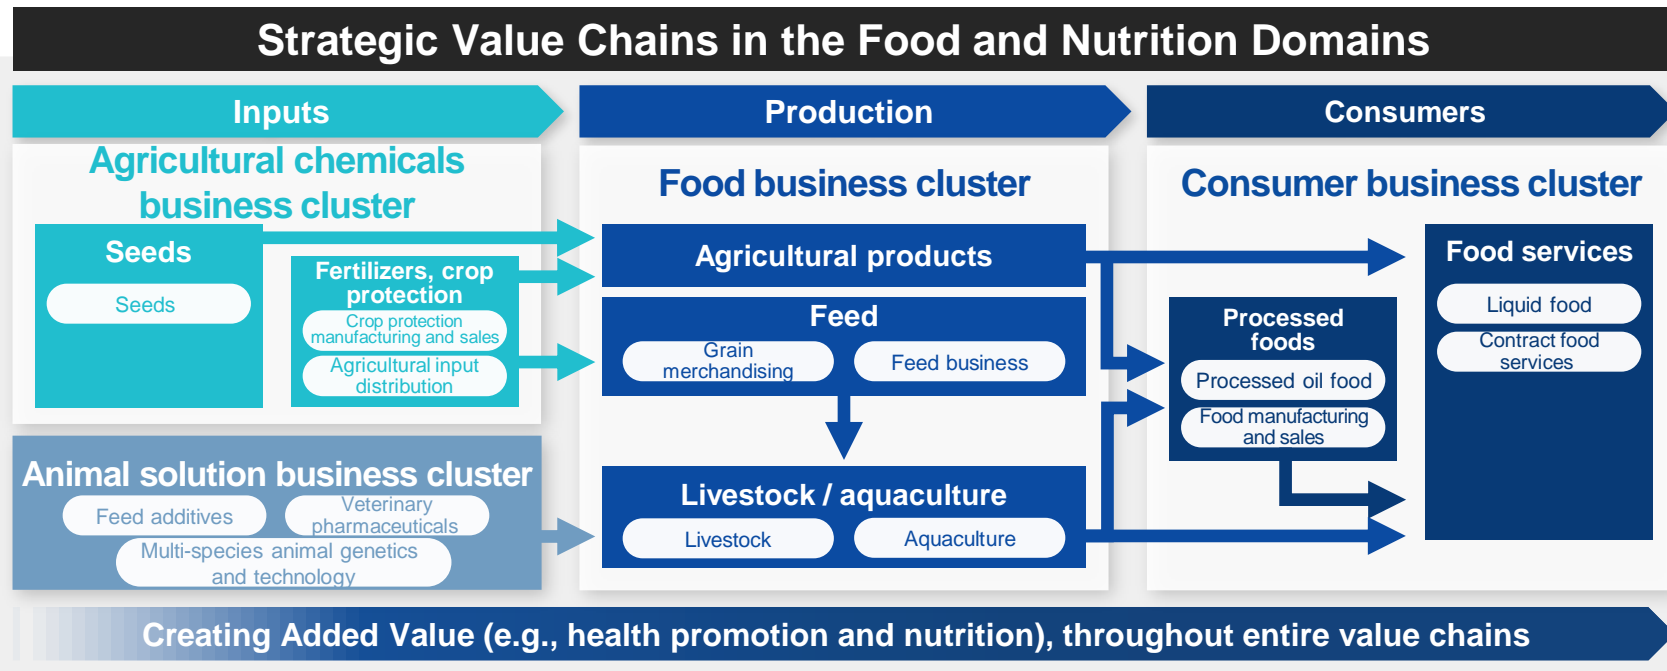 Strategic Value Chains in the Food and Nutrition Domains
Inputs
Production
Consumers
Agricultural chemicals
business cluster
Seeds
Seeds
Fertilizers, crop
protection
Crop protection
manufacturing and sales
Agricultural input
distribution
Animal solution business cluster
Feed additives
Veterinary
pharmaceuticals
Multi-species animal genetics
and technology
Food business cluster
Agricultural products
Feed
Grain
merchandising
Feed business
Livestock / aquaculture
Livestock
Aquaculture
Consumer business cluster
Processed
foods
Processed oil food
Food manufacturing
and sales
Food services
Liquid food
Contract food
services
Creating Added Value (e.g., health promotion and nutrition), throughout entire value chains